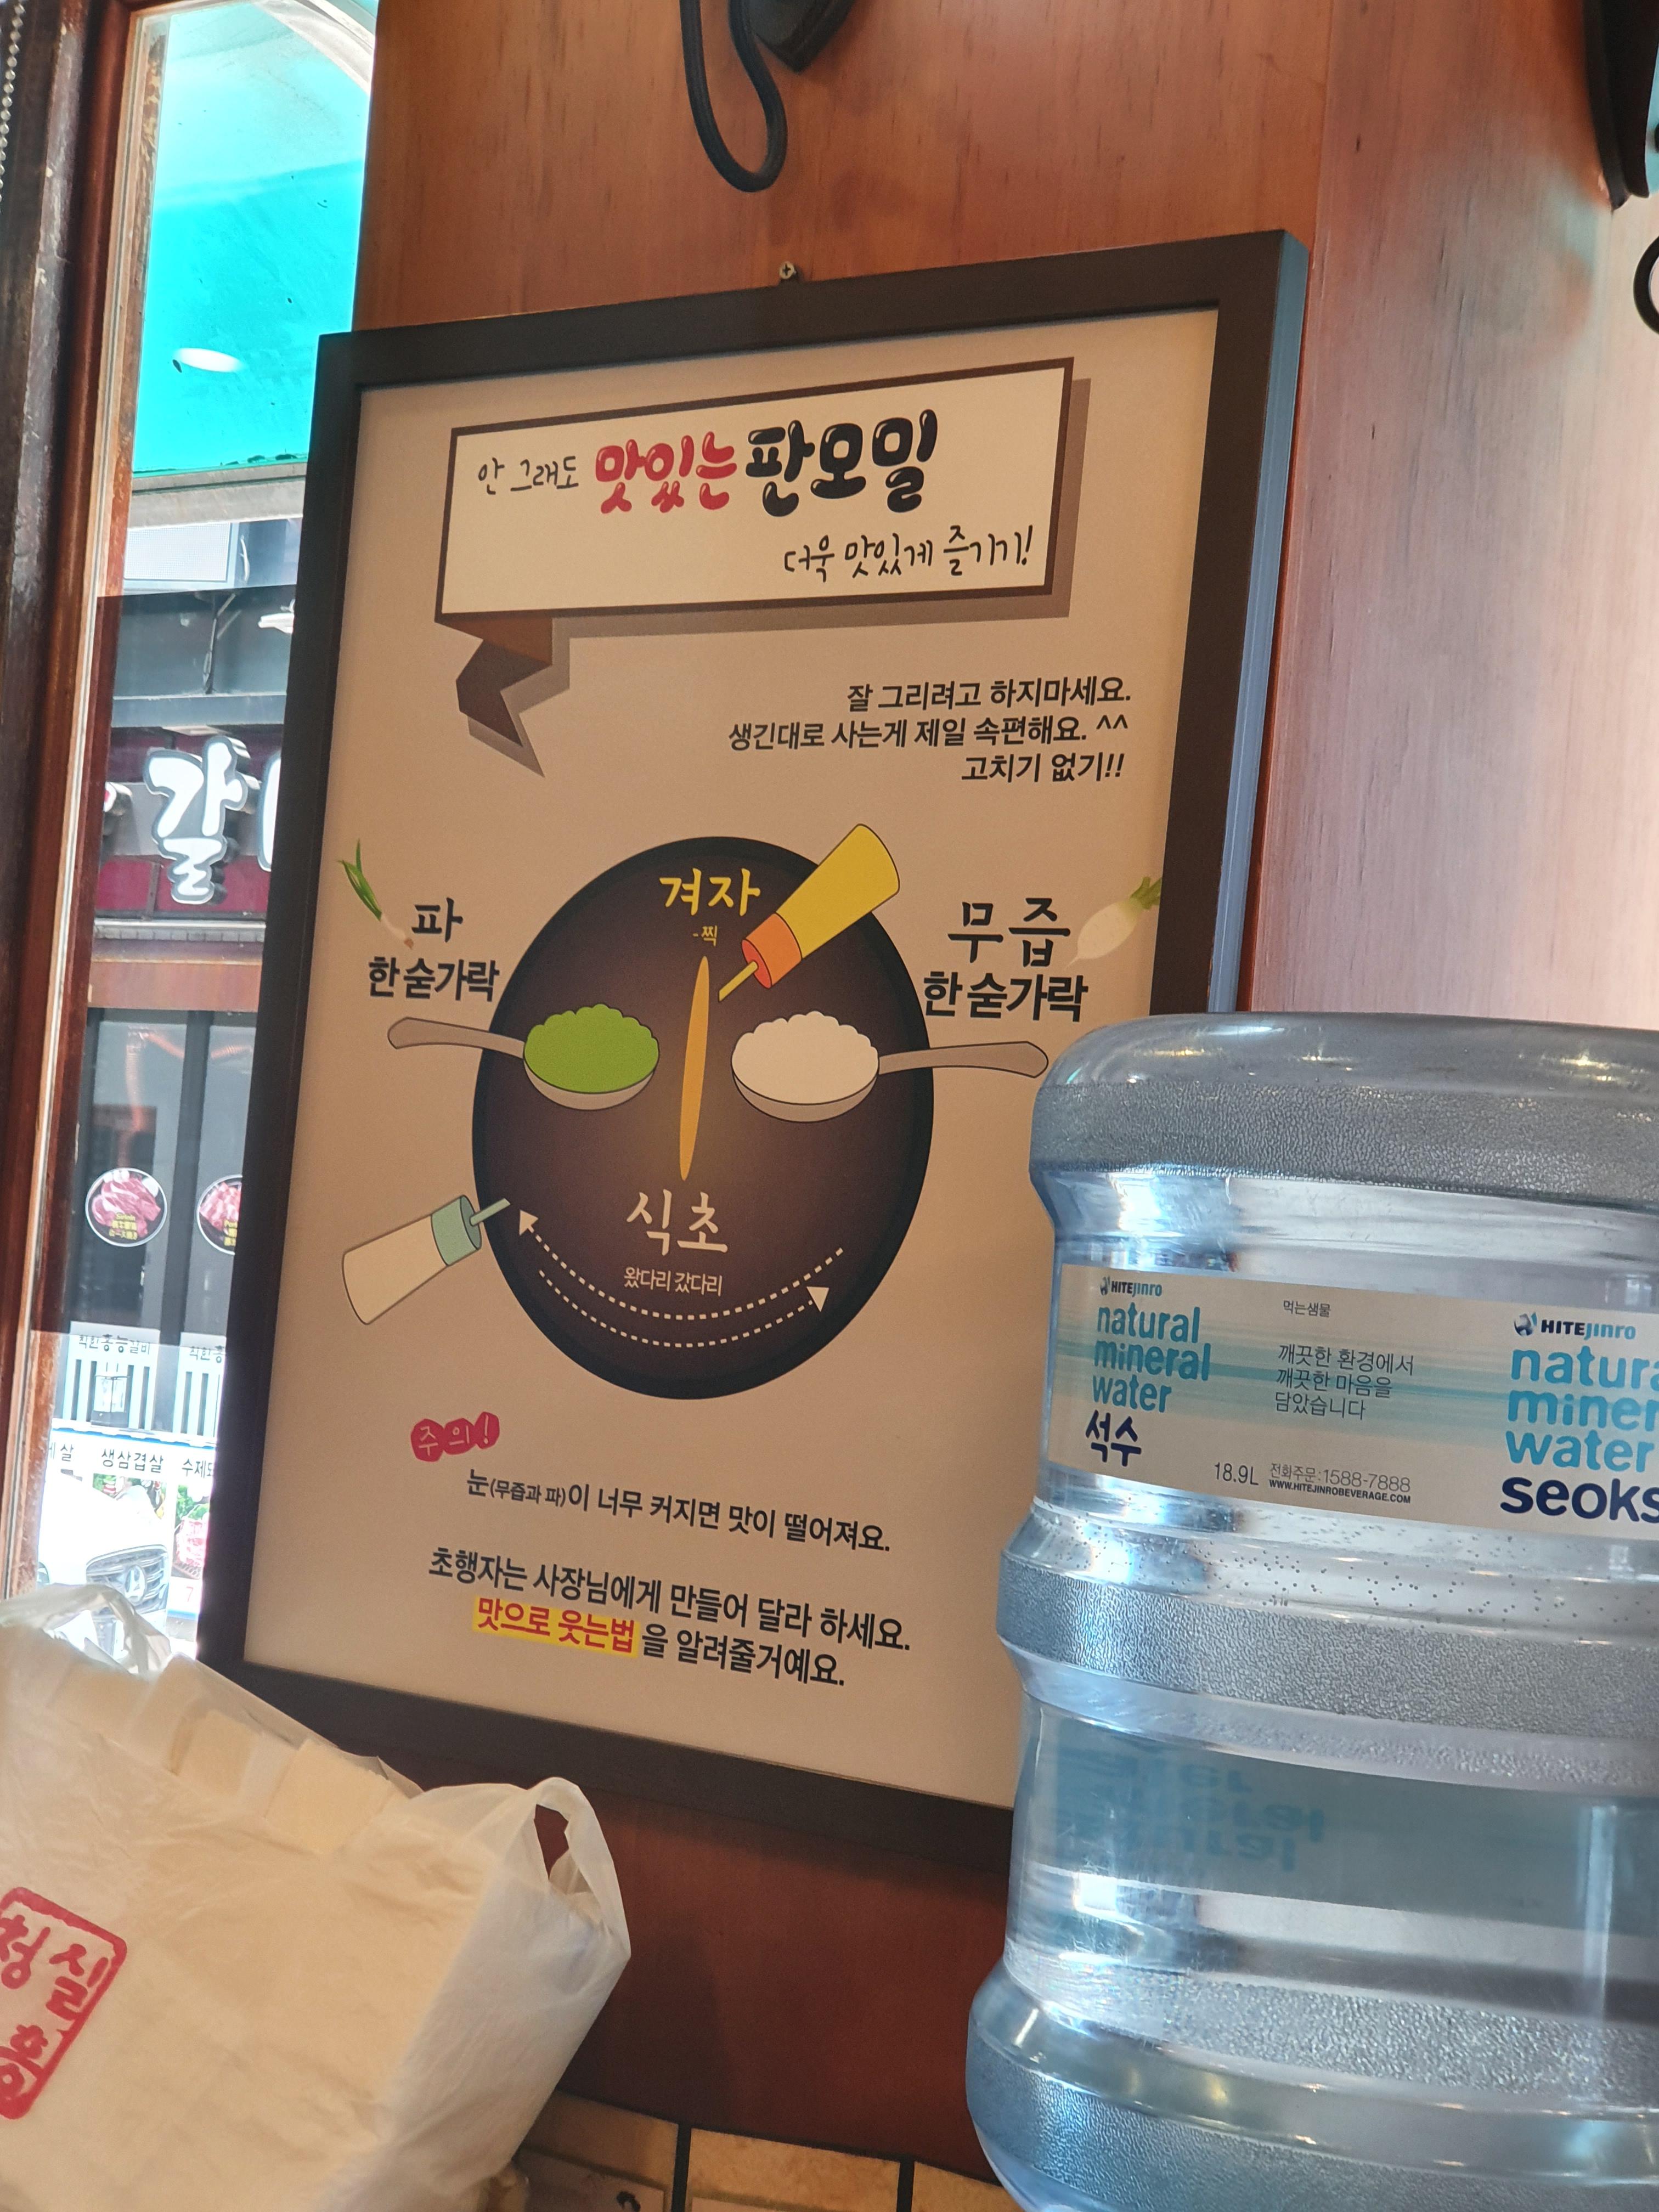 안 그래도 맛있는 판모밀
더욱 맛있게 즐기기!
잘 그리려고 하지마세요.
생긴대로 사는게 제일 속편해요. ^^
고치기 없기!!
겨자
-찍
파
한 숟가락
무즙
한 숟가락
식초
왔다리 갔다리
주의!
눈(무즙과 파)이 너무 커지면 맛이 떨어져요.
초행자는 사장님에게 만들어 달라 하세요.
맛으로 웃는법 을 알려줄거예요.
HITEJINRO
natural
mineral
water
석수
먹는샘물
깨끗한 환경에서
깨끗한 마음을
담았습니다
18.9L 전화주문:1588-7888
WWW.HITEJINROBEVERAGE.COM
HITEJINRO
natura
miner
water
seoks
갈
생삼겹살
수제